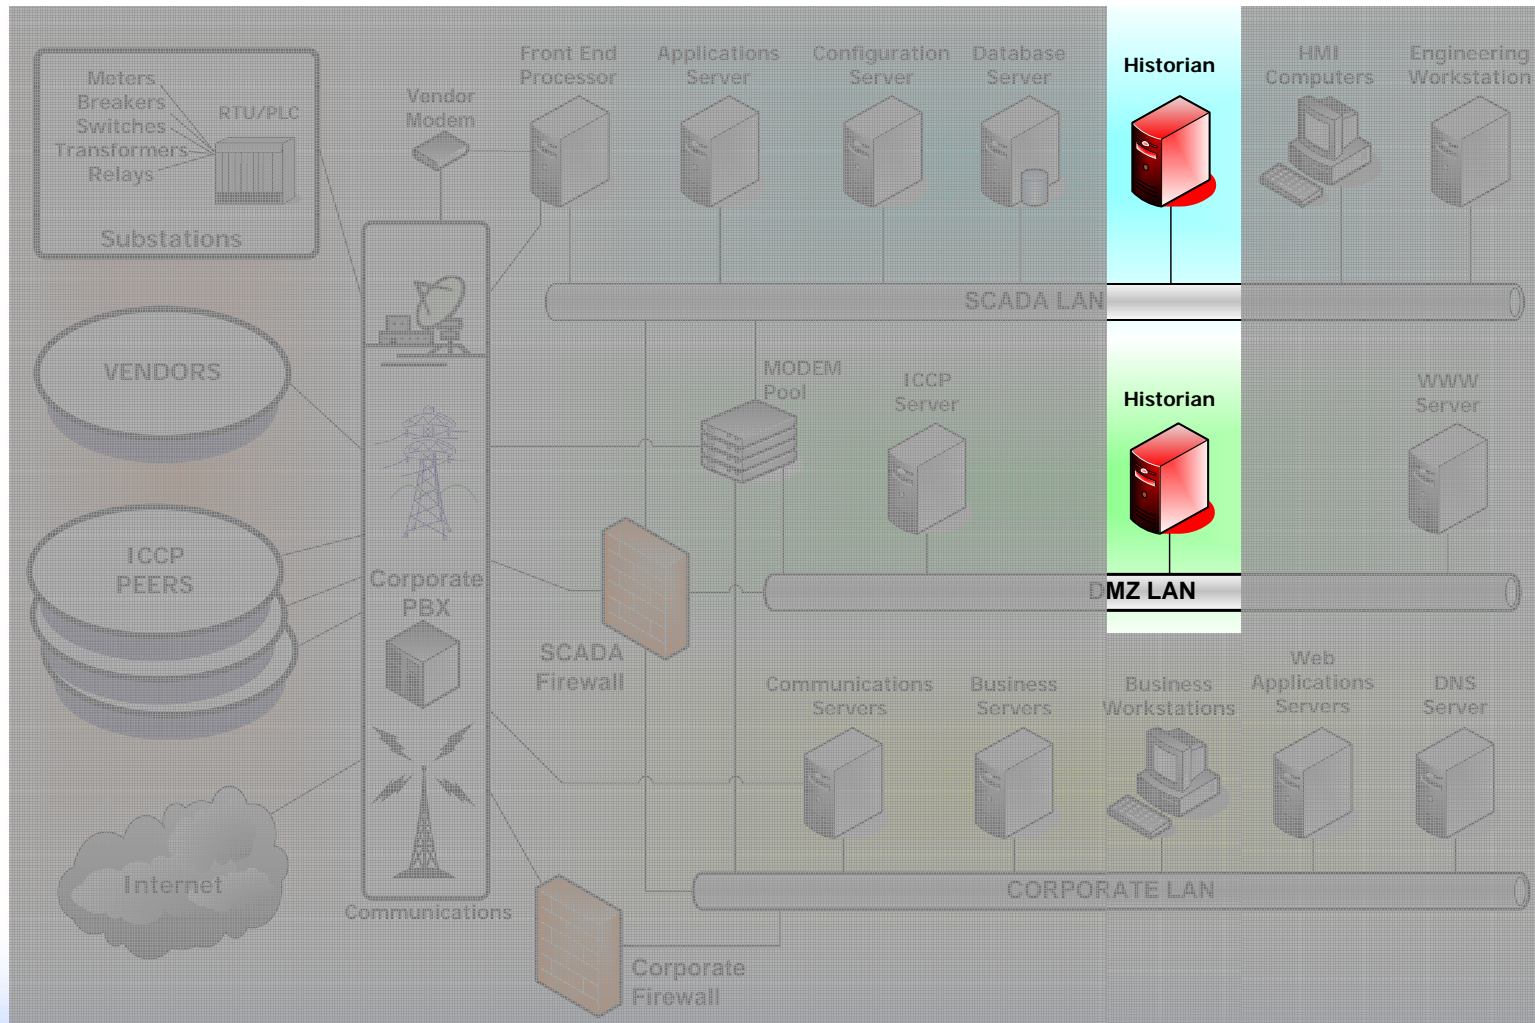 Meters
Breakers
Switches
Transformers
Relays
RTU/PLC
Substations
Vendor
Modem
Front End
Processor
Applications
Server
Configuration
Server
Database
Server
Historian
HMI
Computers
Engineering
Workstation
SCADA LAN
VENDORS
MODEM
Pool
ICCP
Server
Historian
WWW
Server
ICCP
PEERS
Corporate
PBX
DMZ LAN
SCADA
Firewall
Communications
Servers
Business
Servers
Business
Workstations
Web
Applications
Servers
DNS
Server
Internet
Communications
CORPORATE LAN
Corporate
Firewall